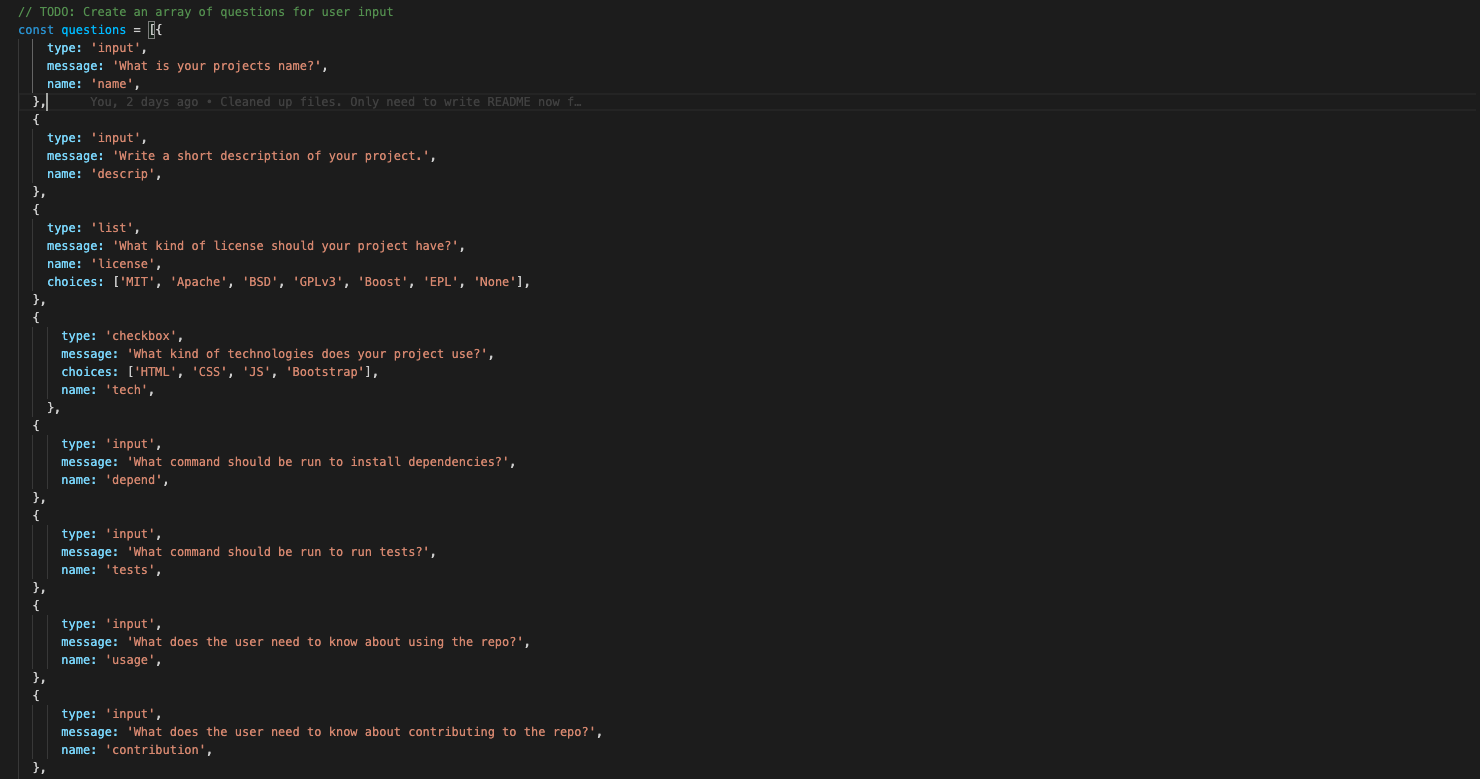 // TODO: Create an array of questions for user input
const questions = [{
type: 'input',
message: 'What is your projects name?',
name: 'name',
}, You, 2 days ago • Cleaned up files. Only need to write README now f…
{
type: 'input',
message: 'Write a short description of your project.',
name: 'descrip',
},
{
type: 'list',
message: 'What kind of license should your project have?',
name: 'license',
choices: ['MIT', 'Apache', 'BSD', 'GPLv3', 'Boost', 'EPL', 'None'],
},
{
type: 'checkbox',
message: 'What kind of technologies does your project use?',
choices: ['HTML', 'CSS', 'JS', 'Bootstrap'],
name: 'tech',
},
{
type: 'input',
message: 'What command should be run to install dependencies?',
name: 'depend',
},
{
type: 'input',
message: 'What command should be run to run tests?',
name: 'tests',
},
{
type: 'input',
message: 'What does the user need to know about using the repo?',
name: 'usage',
},
{
type: 'input',
message: 'What does the user need to know about contributing to the repo?',
name: 'contribution',
},